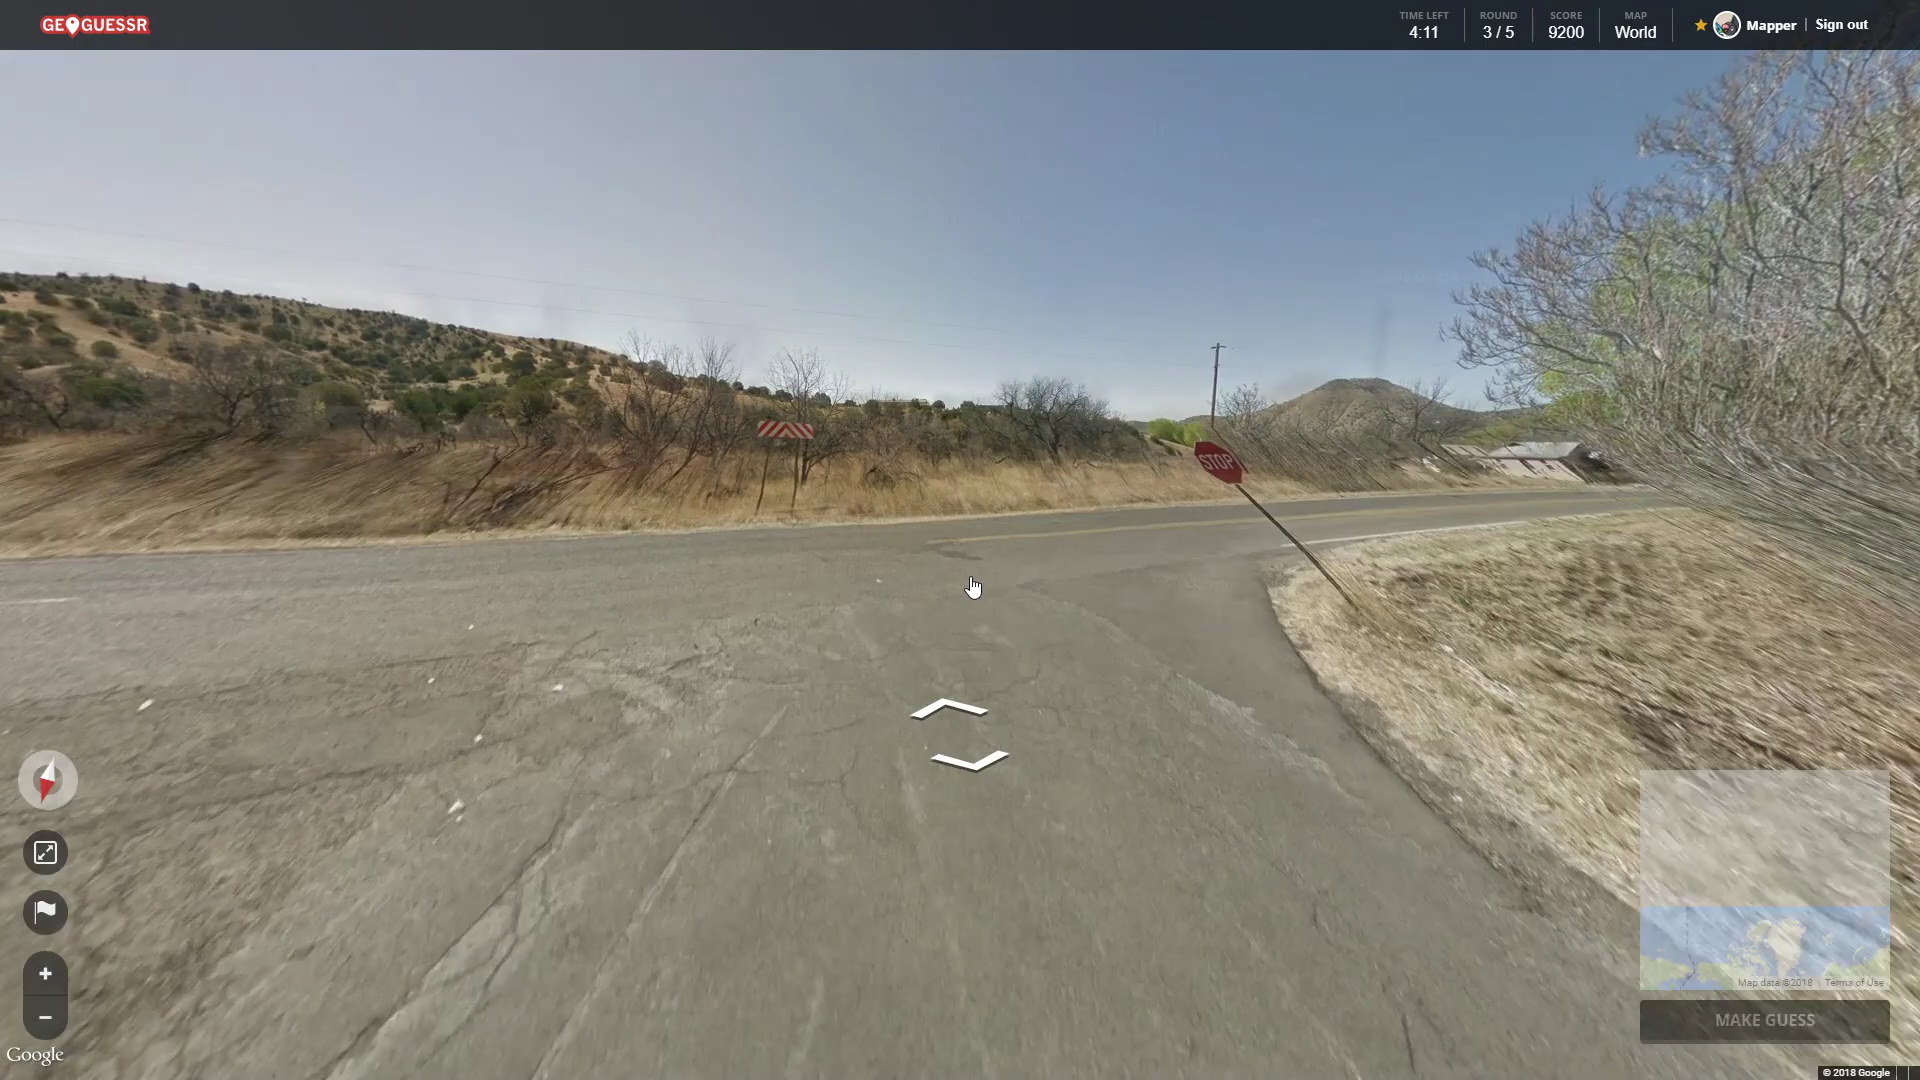 GEOGUESSR
TIME LEFT
4:11
ROUND
3 / 5
SCORE
9200
MAP
World
Mapper
Sign out
STOP
Map data ©2018
Terms of Use
MAKE GUESS
Google
© 2018 Google